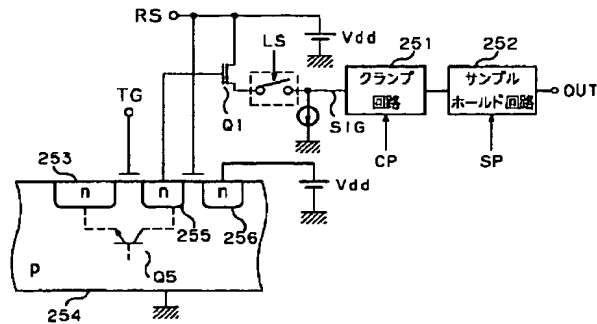 RS
Vdd
LS
251
252
クランプ
回路
サンプル
ホールド回路
OUT
TG
Q1
SIG
CP
SP
253
n
n
n
Vdd
255
256
P
Q5
254